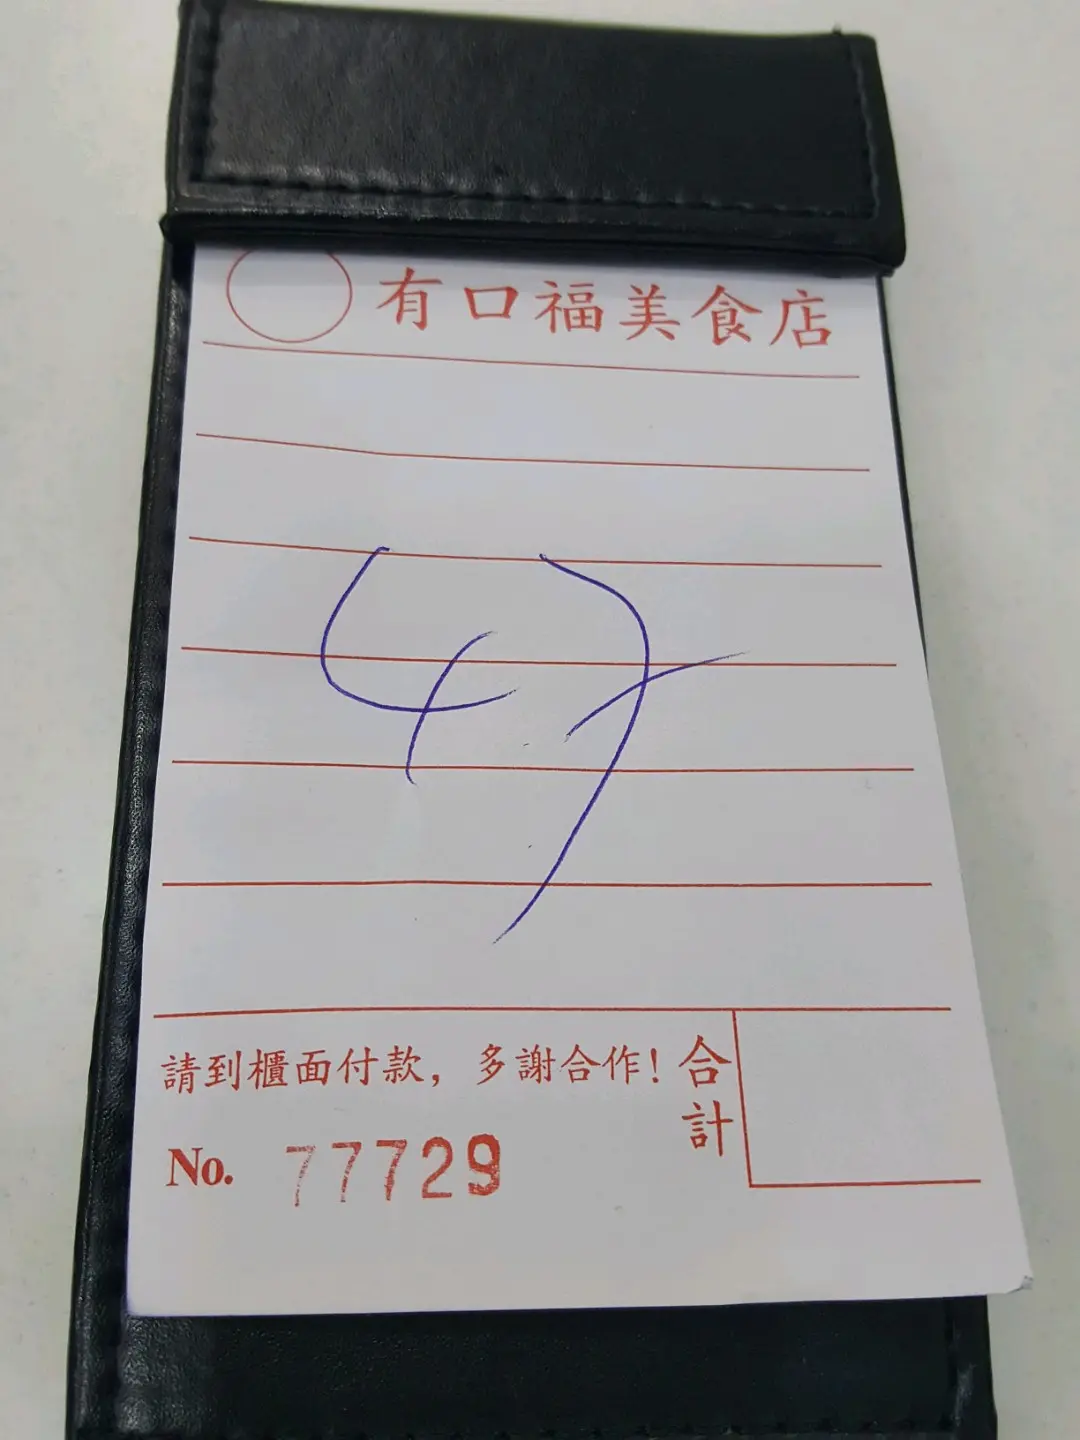 有口福美食店
47
請到櫃面付款，多謝合作！
合計
No. 77729